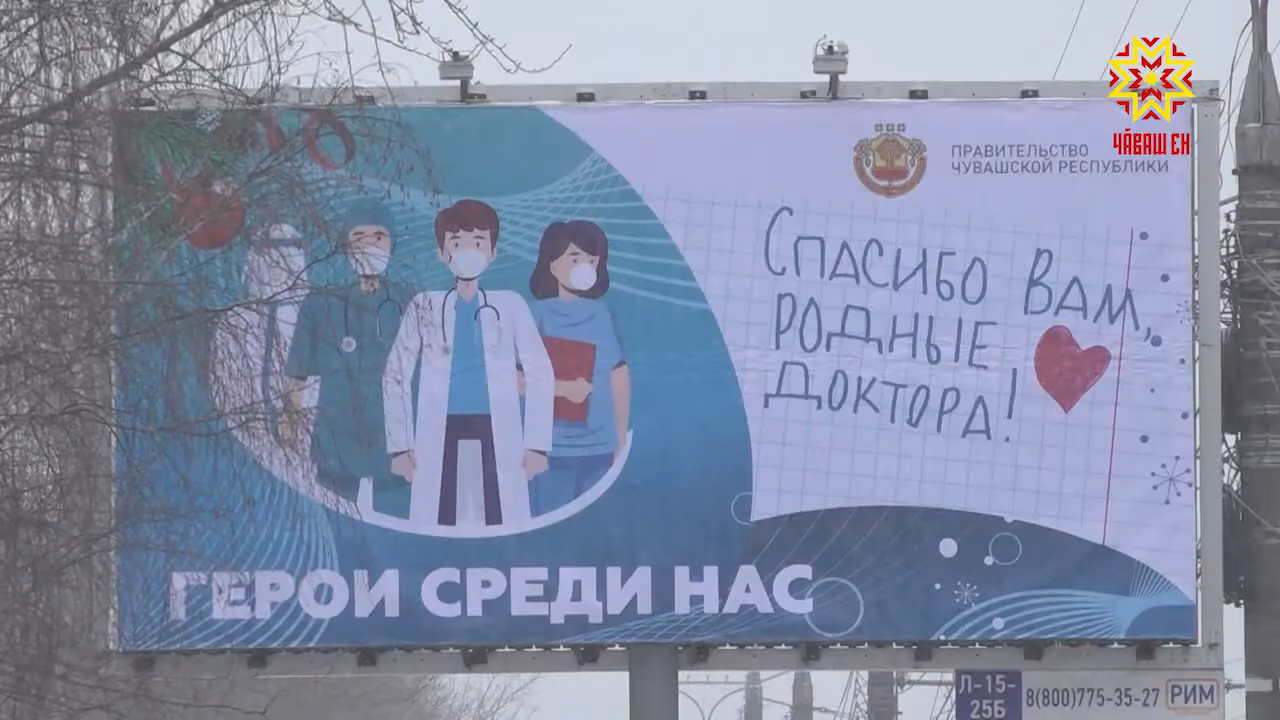 ЧӐВАШ ЕН
ПРАВИТЕЛЬСТВО
ЧУВАШСКОЙ РЕСПУБЛИКИ
СПАСИБО ВАМ,
РОДНЫЕ
ДОКТОРА!
ГЕРОИ СРЕДИ НАС
Л-15-
25Б
8(800)775-35-27 РИМ